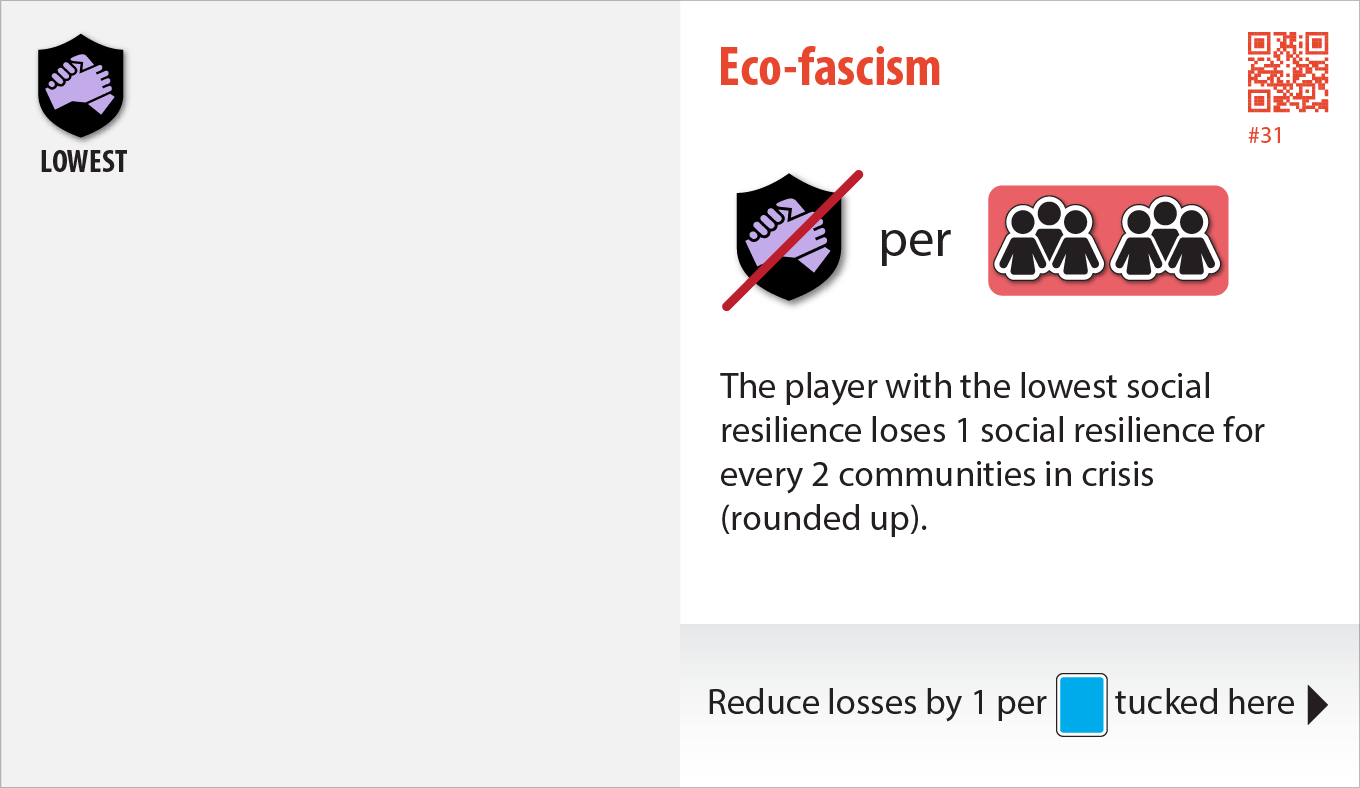 LOWEST
Eco-fascism
#31
per
The player with the lowest social
resilience loses 1 social resilience for
every 2 communities in crisis
(rounded up).
Reduce losses by 1 per tucked here